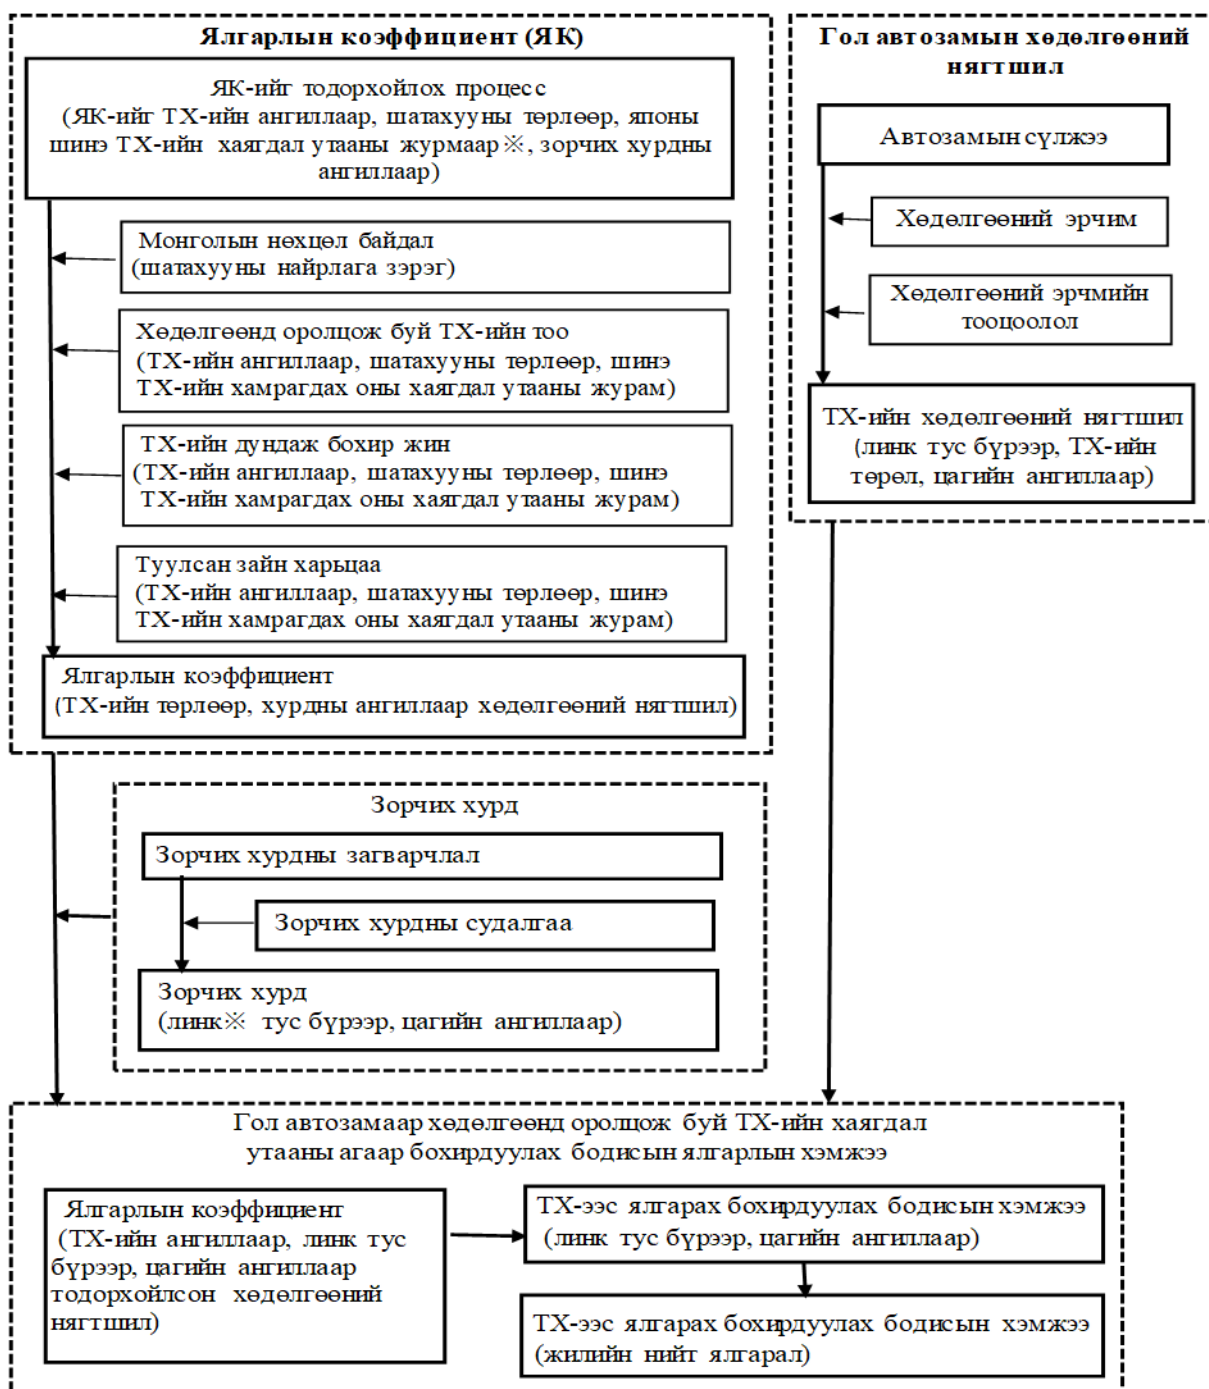 Ялгарлын коэффициент (ЯК)
ЯК-ийг тодорхойлох процесс
(ЯК-ийг ТХ-ийн ангиллаар, шатахууны төрлөөр, японы
шинэ ТХ-ийн хаягдал утааны журмаар※, зорчих хурдны
ангиллаар)
Монголын нөхцөл байдал
(шатахууны найрлага зэрэг)
Хөдөлгөөнд оролцож буй ТХ-ийн тоо
(ТХ-ийн ангиллаар, шатахууны төрлөөр, шинэ
ТХ-ийн хамрагдах оны хаягдал утааны журам)
ТХ-ийн дундаж бохир жин
(ТХ-ийн ангиллаар, шатахууны төрлөөр, шинэ
ТХ-ийн хамрагдах оны хаягдал утааны журам)
Туулсан зайн харьцаа
(ТХ-ийн ангиллаар, шатахууны төрлөөр, шинэ
ТХ-ийн хамрагдах оны хаягдал утааны журам)
Ялгарлын коэффициент
(ТХ-ийн төрлөөр, хурдны ангиллаар хөдөлгөөний нягтшил)
Гол автозамын хөдөлгөөний
нягтшил
Автозамын сүлжээ
Хөдөлгөөний эрчим
Хөдөлгөөний эрчмийн
тооцоолол
ТХ-ийн хөдөлгөөний нягтшил
(линк тус бүрээр, ТХ-ийн
төрөл, цагийн ангиллаар)
Зорчих хурд
Зорчих хурдны загварчлал
Зорчих хурдны судалгаа
Зорчих хурд
(линк※ тус бүрээр, цагийн ангиллаар)
Гол автозамаар хөдөлгөөнд оролцож буй ТХ-ийн хаягдал
утааны агаар бохирдуулах бодисын ялгарлын хэмжээ
Ялгарлын коэффициент
(ТХ-ийн ангиллаар, линк тус
бүрээр, цагийн ангиллаар
тодорхойлсон хөдөлгөөний
нягтшил)
ТХ-ээс ялгарах бохирдуулах бодисын хэмжээ
(линк тус бүрээр, цагийн ангиллаар)
ТХ-ээс ялгарах бохирдуулах бодисын хэмжээ
(жилийн нийт ялгарал)